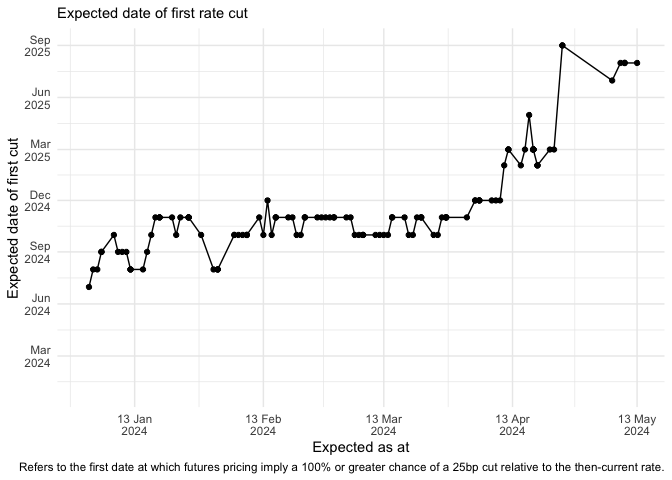 Expected date of first rate cut
Expected date of first cut
Sep
2025
Jun
2025
Mar
2025
Dec
2024
Sep
2024
Jun
2024
Mar
2024
13 Jan
2024
13 Feb
2024
13 Mar
2024
13 Apr
2024
13 May
2024
Expected as at
Refers to the first date at which futures pricing imply a 100% or greater chance of a 25bp cut relative to the then-current rate.